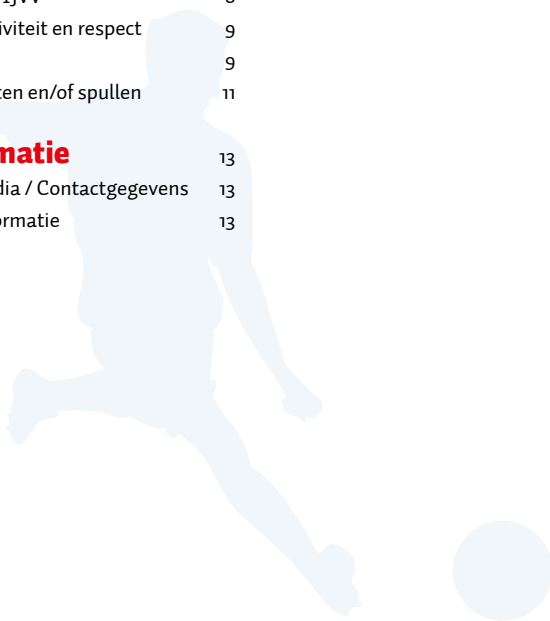 iviteit en respect 9
9
ten en/of spullen 11
matie 13
dia / Contactgegevens 13
ormatie 13